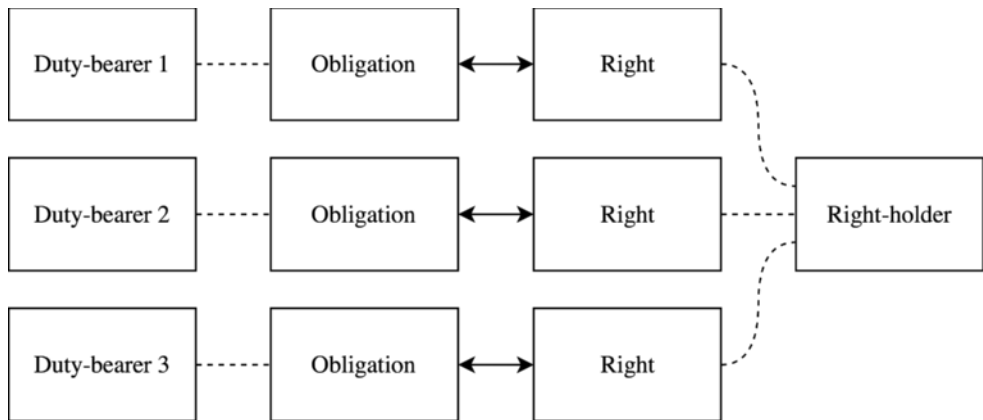 Duty-bearer 1
Obligation
Right
Duty-bearer 2
Obligation
Right
Right-holder
Duty-bearer 3
Obligation
Right